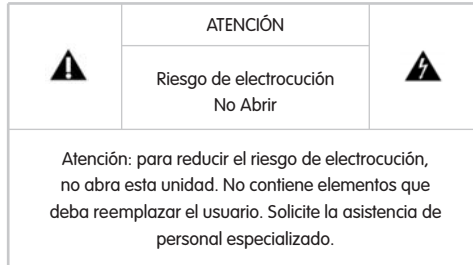 ATENCIÓN
Riesgo de electrocución
No Abrir
Atención: para reducir el riesgo de electrocución,
no abra esta unidad. No contiene elementos que
deba reemplazar el usuario. Solicite la asistencia de
personal especializado.